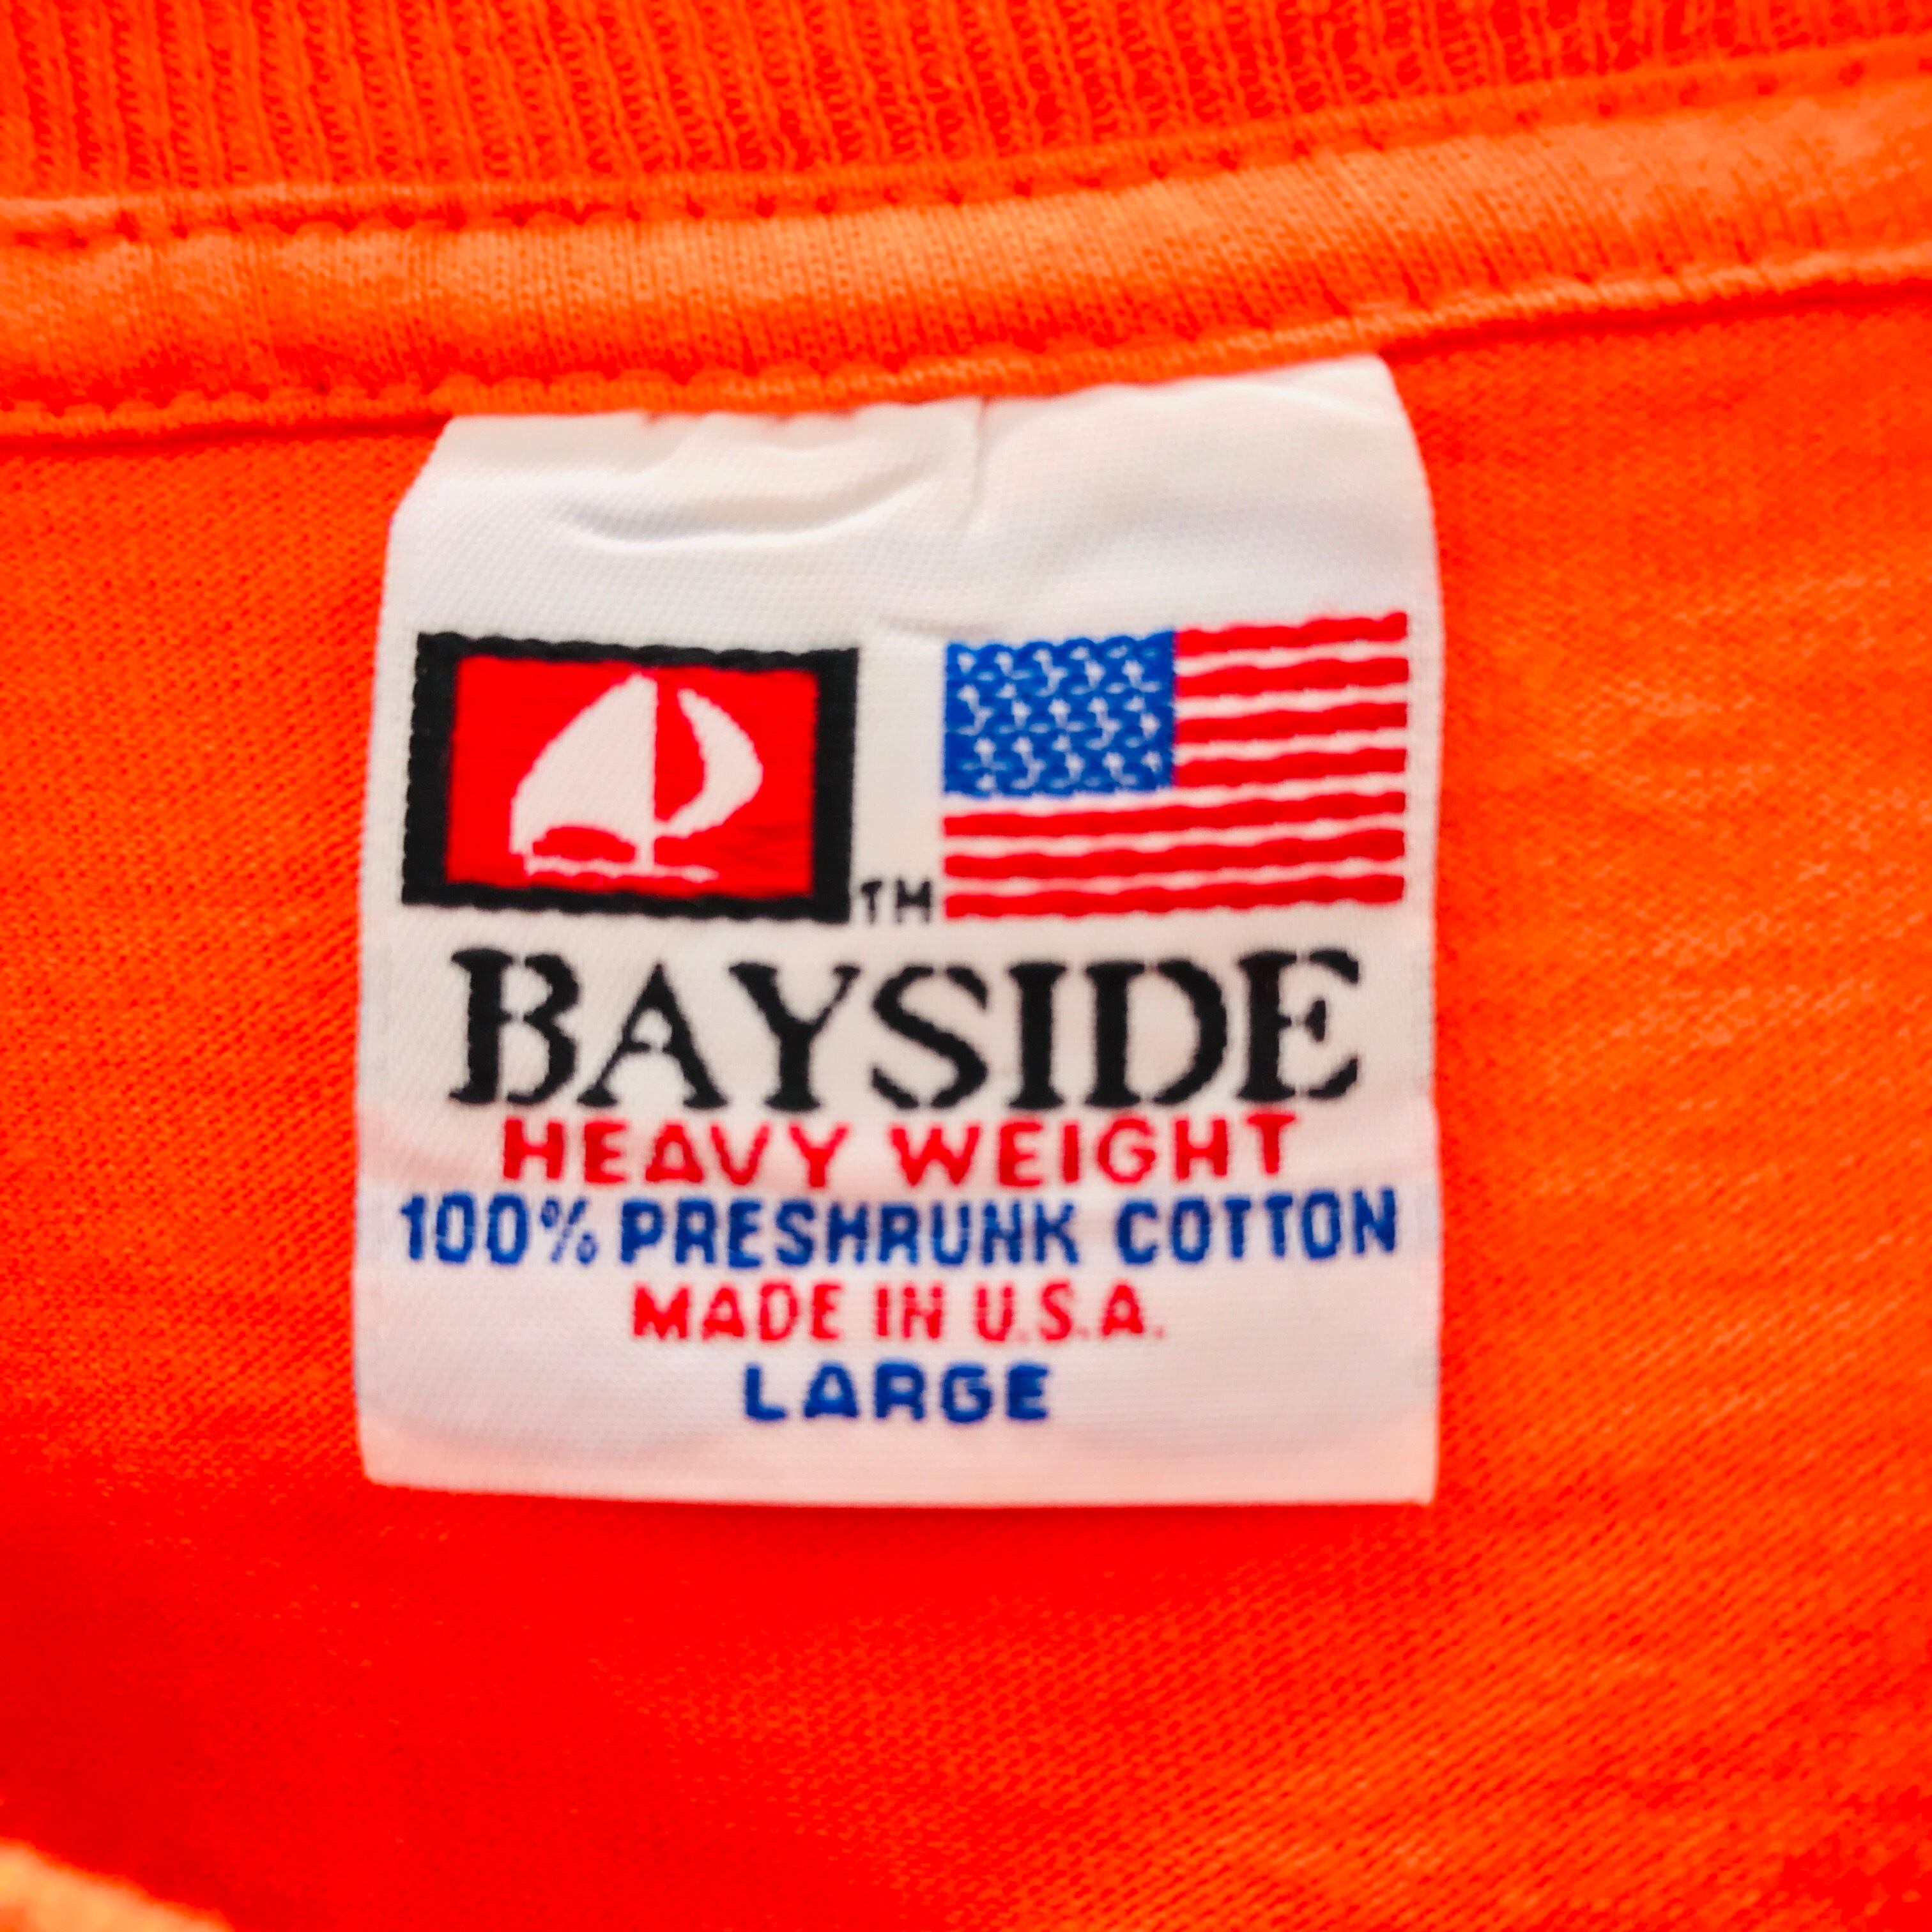 TM
BAYSIDE
HEAVY WEIGHT
100% PRESHRUNK COTTON
MADE IN U.S.A.
LARGE